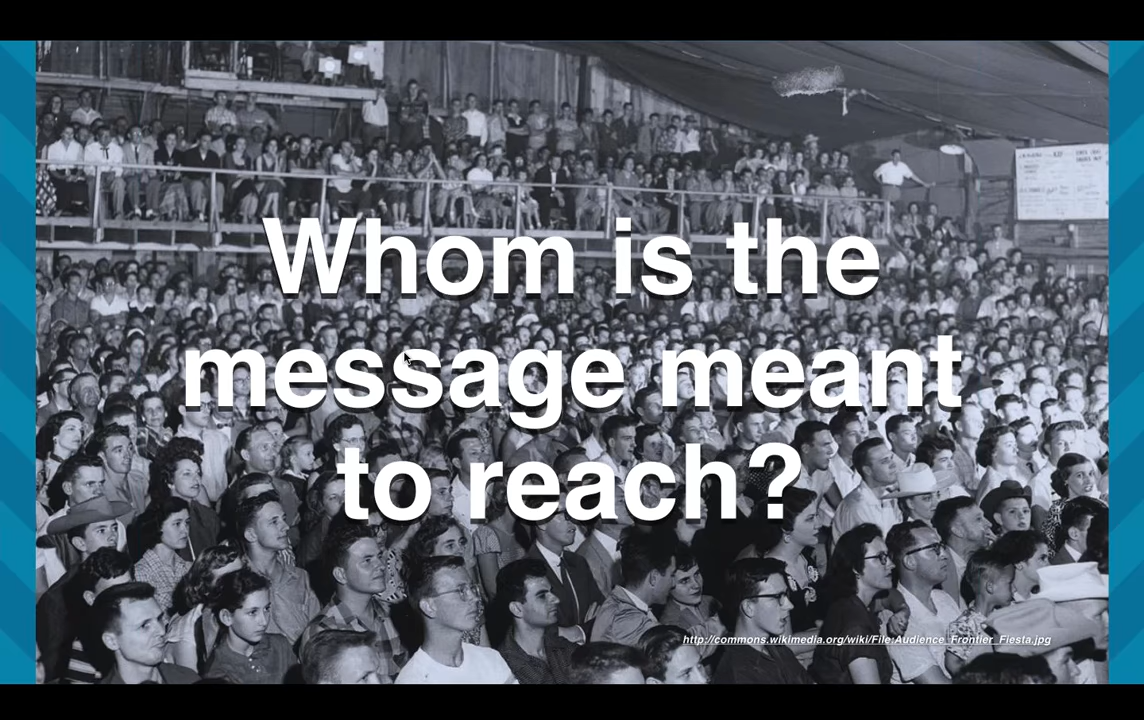 Whom is the
message meant
to reach?
http://commons.wikimedia.org/wiki/File:Audience_Frontier_Fiesta.jpg